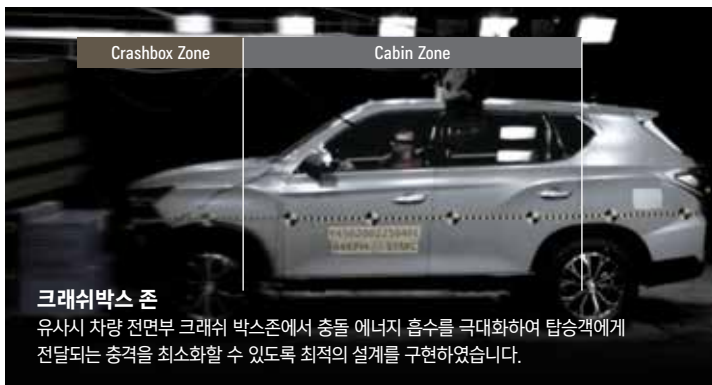 Crashbox Zone
Cabin Zone
크래쉬박스 존
유사시 차량 전면부 크래쉬 박스존에서 충돌 에너지 흡수를 극대화하여 탑승객에게
전달되는 충격을 최소화할 수 있도록 최적의 설계를 구현하였습니다.